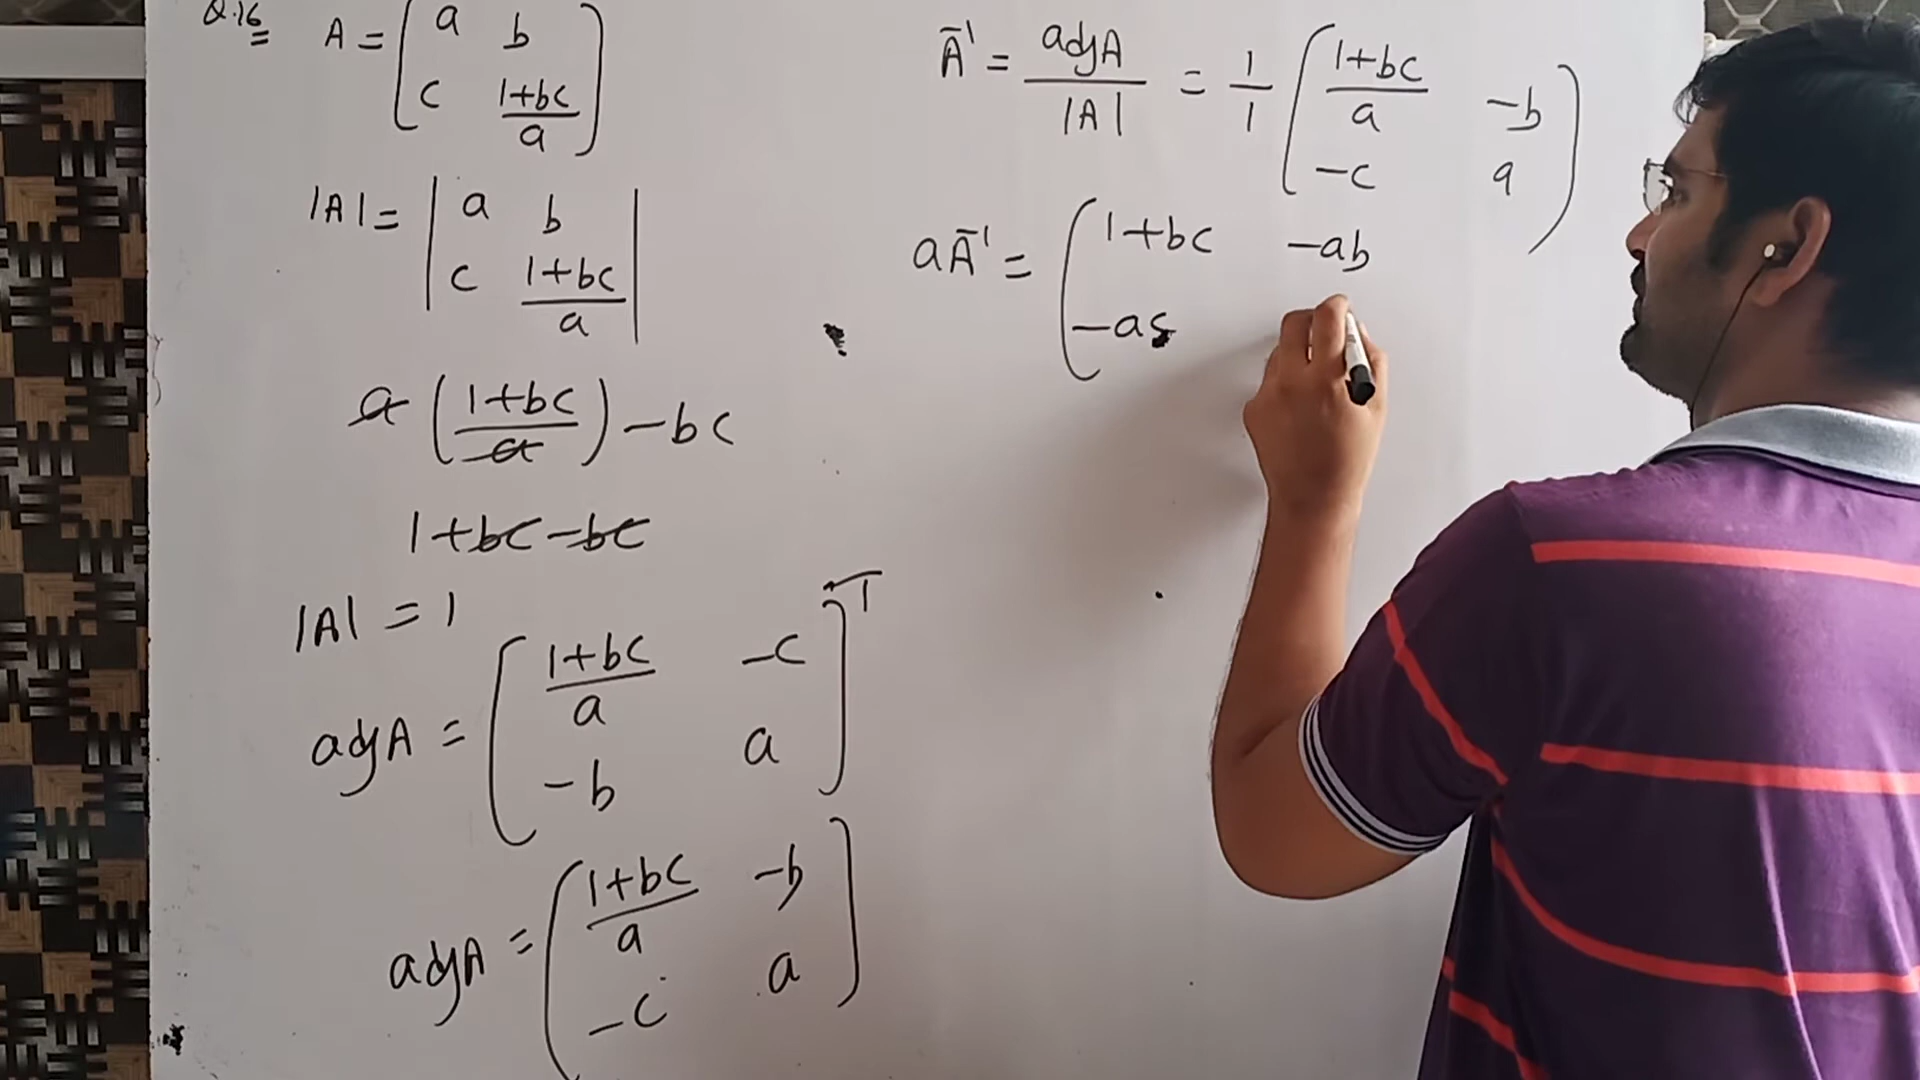 Q.16 A = [a b
c 1+bc/a]
|A| = |a b
c 1+bc/a|
a (1+bc/a) - bc
1+bc-bc
|A| = 1
adjA = [1+bc/a -c
-b a]ᵀ
adjA = [1+bc/a -b
-c a]
A⁻¹ = adjA/|A| = 1/1 [1+bc/a -b
-c a]
aA⁻¹ = [1+bc -ab
-ac